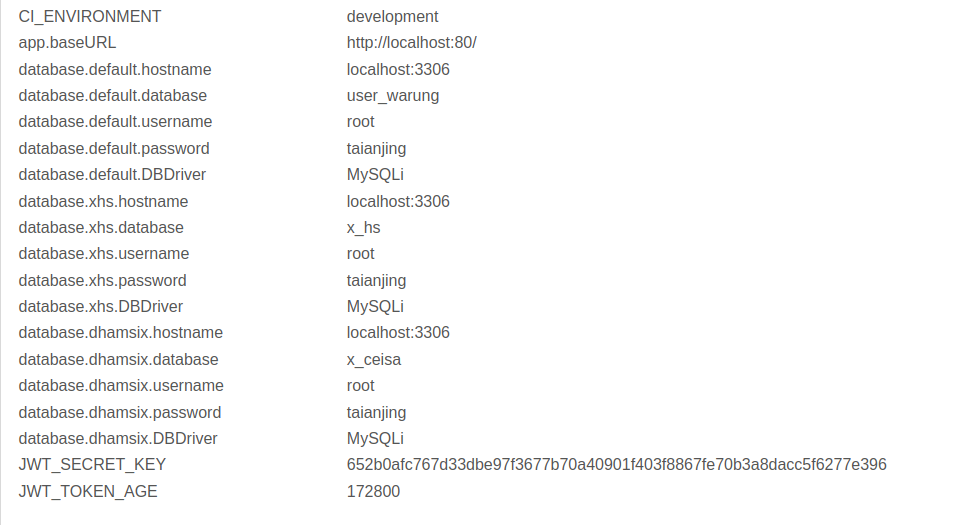 CI_ENVIRONMENT development
app.baseURL http://localhost:80/
database.default.hostname localhost:3306
database.default.database user_warung
database.default.username root
database.default.password taianjing
database.default.DBDriver MySQLi
database.xhs.hostname localhost:3306
database.xhs.database x_hs
database.xhs.username root
database.xhs.password taianjing
database.xhs.DBDriver MySQLi
database.dhamsix.hostname localhost:3306
database.dhamsix.database x_ceisa
database.dhamsix.username root
database.dhamsix.password taianjing
database.dhamsix.DBDriver MySQLi
JWT_SECRET_KEY 652b0afc767d33dbe97f3677b70a40901f403f8867fe70b3a8dacc5f6277e396
JWT_TOKEN_AGE 172800